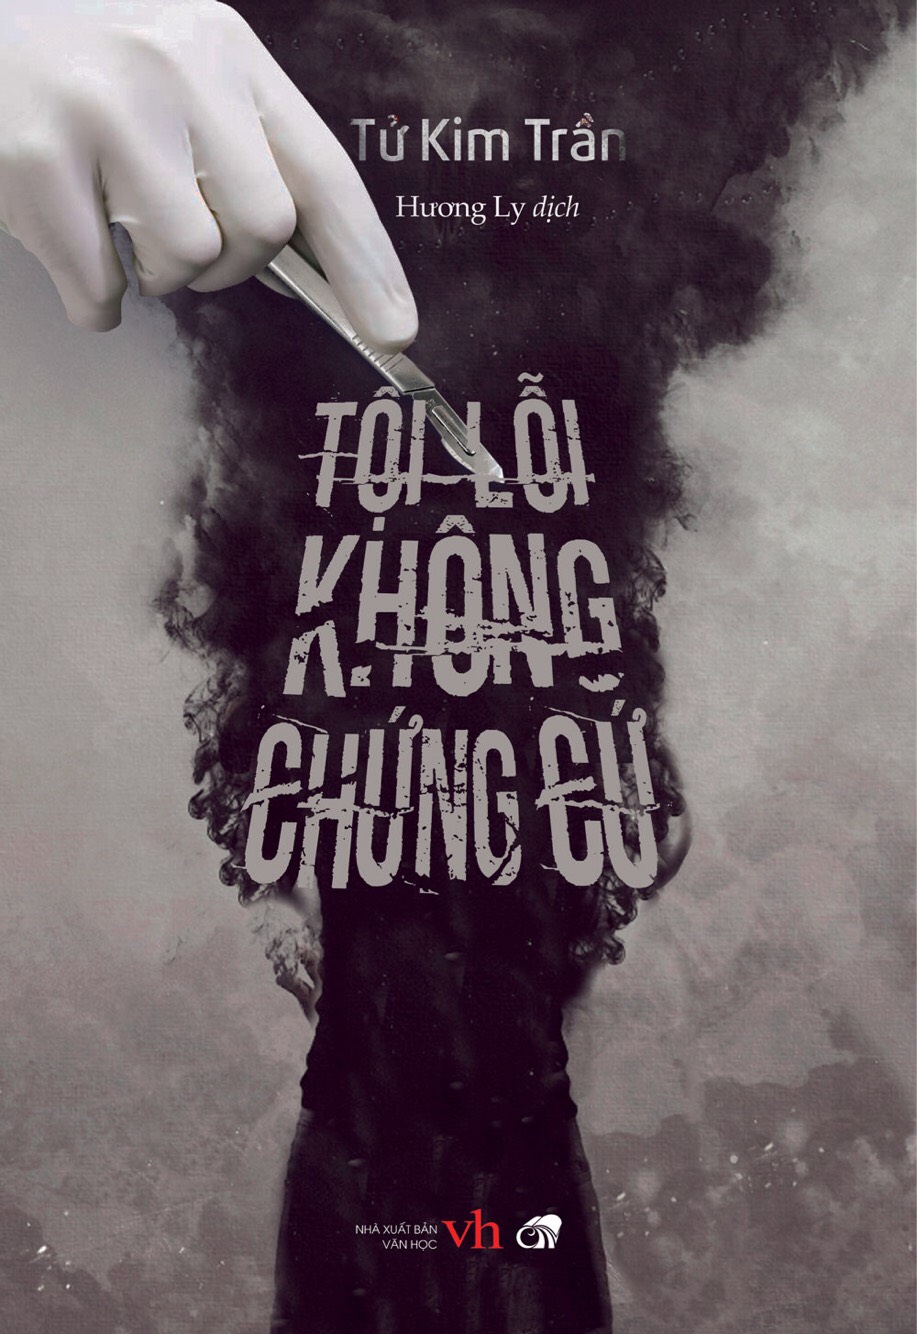 Tử Kim Trần
Hương Ly dịch
TỘI LỖI
KHÔNG
CHỨNG CỨ
NHÀ XUẤT BẢN
VĂN HỌC
vh